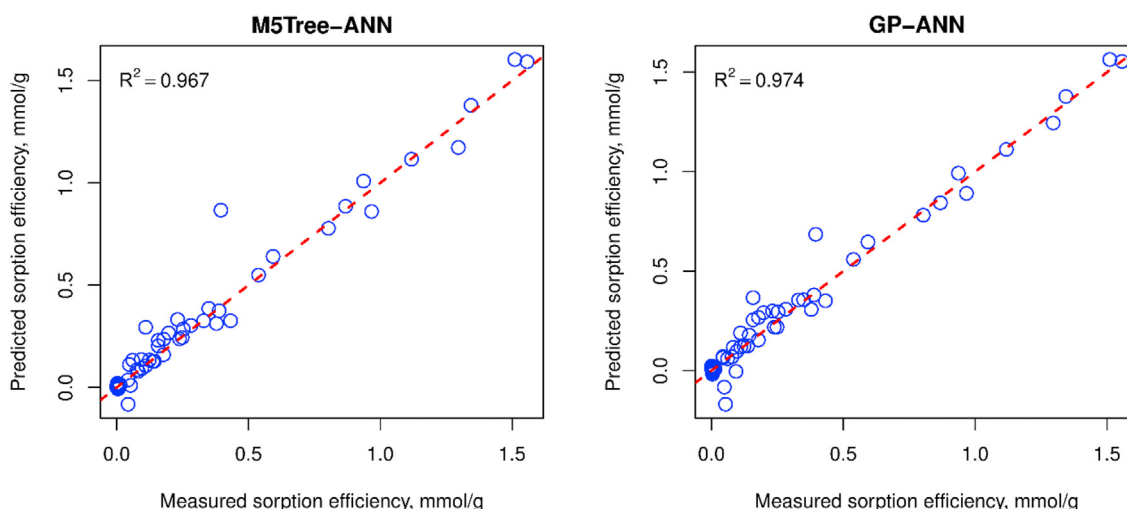 M5Tree−ANN
R² = 0.967
Predicted sorption efficiency, mmol/g
1.5
1.0
0.5
0.0
0.0 0.5 1.0 1.5
Measured sorption efficiency, mmol/g
GP−ANN
R² = 0.974
Predicted sorption efficiency, mmol/g
1.5
1.0
0.5
0.0
0.0 0.5 1.0 1.5
Measured sorption efficiency, mmol/g